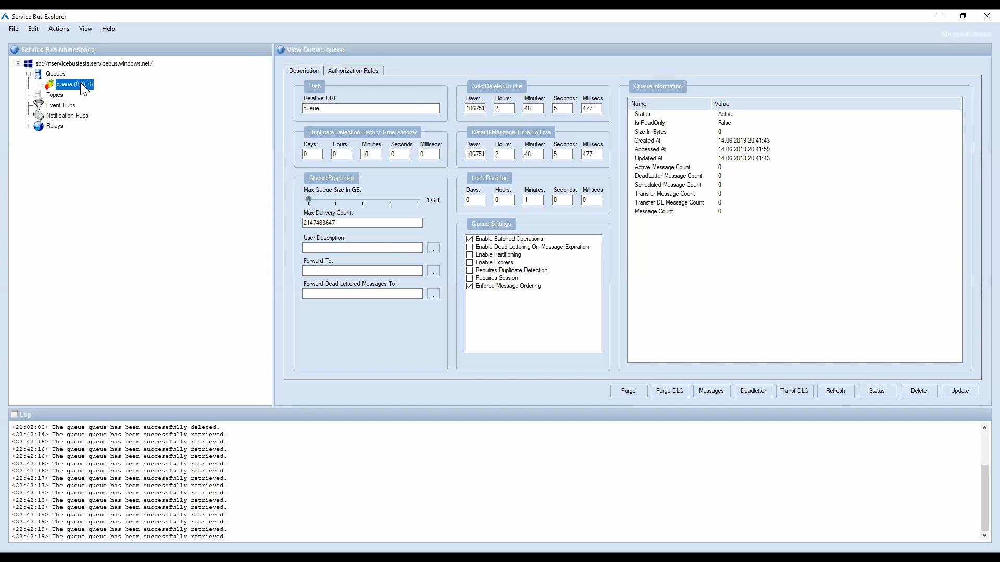 Service Bus Explorer
File Edit Actions View Help
Microsoft Azure
Service Bus Namespace
sb://nservicebustests.servicebus.windows.net/
Queues
queue (0, 0, 0)
Topics
Event Hubs
Notification Hubs
Relays
View Queue: queue
Description Authorization Rules
Path
Relative URI:
queue
Duplicate Detection History Time Window
Days: Hours: Minutes: Seconds: Millisecs:
0 0 10 0 0
Queue Properties
Max Queue Size In GB:
1 GB
Max Delivery Count:
2147483647
User Description:
..
Forward To:
..
Forward Dead Lettered Messages To:
..
Auto Delete On Idle
Days: Hours: Minutes: Seconds: Millisecs:
106751 2 48 5 477
Default Message Time To Live
Days: Hours: Minutes: Seconds: Millisecs:
106751 2 48 5 477
Lock Duration
Days: Hours: Minutes: Seconds: Millisecs:
0 0 1 0 0
Queue Settings
Enable Batched Operations
Enable Dead Lettering On Message Expiration
Enable Partitioning
Enable Express
Requires Duplicate Detection
Requires Session
Enforce Message Ordering
Queue Information
Name Value
Status Active
Is ReadOnly False
Size In Bytes 0
Created At 14.06.2019 20:41:43
Accessed At 14.06.2019 20:41:59
Updated At 14.06.2019 20:41:43
Active Message Count 0
DeadLetter Message Count 0
Scheduled Message Count 0
Transfer Message Count 0
Transfer DL Message Count 0
Message Count 0
Purge Purge DLQ Messages Deadletter Transf DLQ Refresh Status Delete Update
Log
<21:02:00> The queue queue has been successfully deleted.
<22:42:14> The queue queue has been successfully retrieved.
<22:42:15> The queue queue has been successfully retrieved.
<22:42:16> The queue queue has been successfully retrieved.
<22:42:16> The queue queue has been successfully retrieved.
<22:42:16> The queue queue has been successfully retrieved.
<22:42:16> The queue queue has been successfully retrieved.
<22:42:17> The queue queue has been successfully retrieved.
<22:42:17> The queue queue has been successfully retrieved.
<22:42:18> The queue queue has been successfully retrieved.
<22:42:18> The queue queue has been successfully retrieved.
<22:42:18> The queue queue has been successfully retrieved.
<22:42:18> The queue queue has been successfully retrieved.
<22:42:19> The queue queue has been successfully retrieved.
<22:42:19> The queue queue has been successfully retrieved.
<22:42:19> The queue queue has been successfully retrieved.